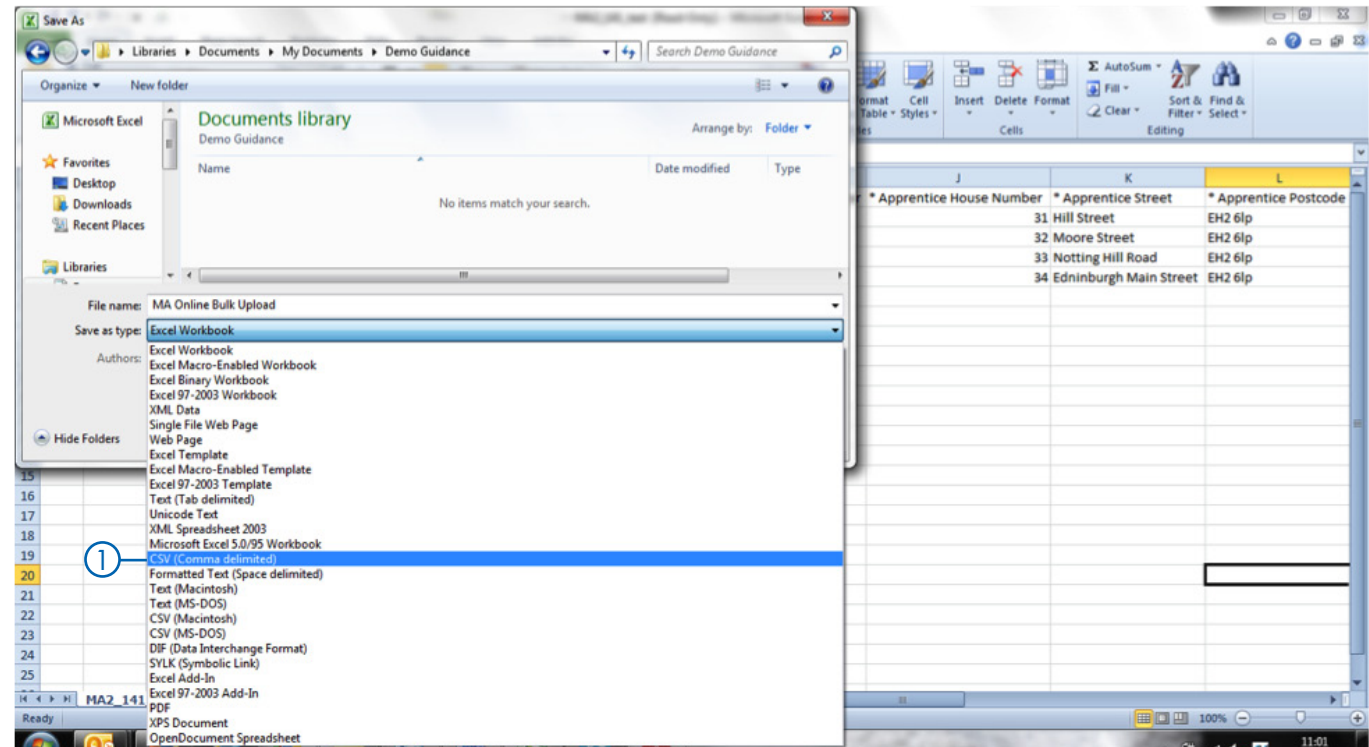 Save As
Libraries Documents My Documents Demo Guidance Search Demo Guidance
Organize New folder
Microsoft Excel
Favorites
Desktop
Downloads
Recent Places
Libraries
Documents library
Demo Guidance
Arrange by: Folder
Name Date modified Type
No items match your search.
File name: MA Online Bulk Upload
Save as type: Excel Workbook
Authors:
Hide Folders
Excel Workbook
Excel Macro-Enabled Workbook
Excel Binary Workbook
Excel 97-2003 Workbook
XML Data
Single File Web Page
Web Page
Excel Template
Excel Macro-Enabled Template
Excel 97-2003 Template
Text (Tab delimited)
Unicode Text
XML Spreadsheet 2003
Microsoft Excel 5.0/95 Workbook
1
CSV (Comma delimited)
Formatted Text (Space delimited)
Text (Macintosh)
Text (MS-DOS)
CSV (Macintosh)
CSV (MS-DOS)
DIF (Data Interchange Format)
SYLK (Symbolic Link)
Excel Add-In
Excel 97-2003 Add-In
PDF
XPS Document
OpenDocument Spreadsheet
Cell Insert Delete Format
Table Styles
Cells
Σ AutoSum
Fill
Clear
Sort & Find &
Filter Select
Editing
J K L
* Apprentice House Number * Apprentice Street * Apprentice Postcode
31 Hill Street EH2 6lp
32 Moore Street EH2 6lp
33 Notting Hill Road EH2 6lp
34 Edninburgh Main Street EH2 6lp
15
16
17
18
19
20
21
22
23
24
25
MA2_141
Ready
100%
11:01